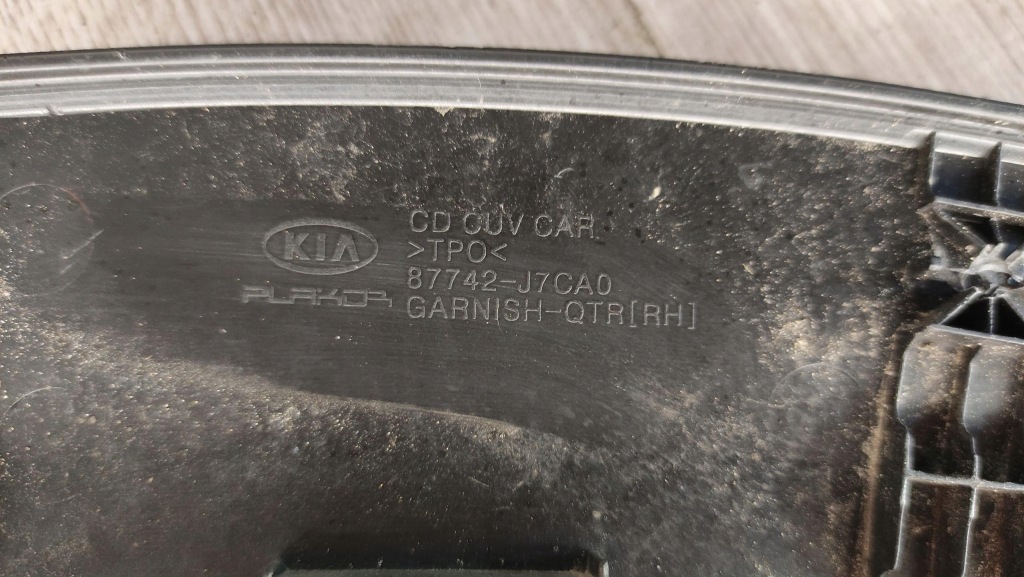 KIA
PLAKOR
CD CUV CAR
>TPO<
87742-J7CA0
GARNISH-QTR[RH]